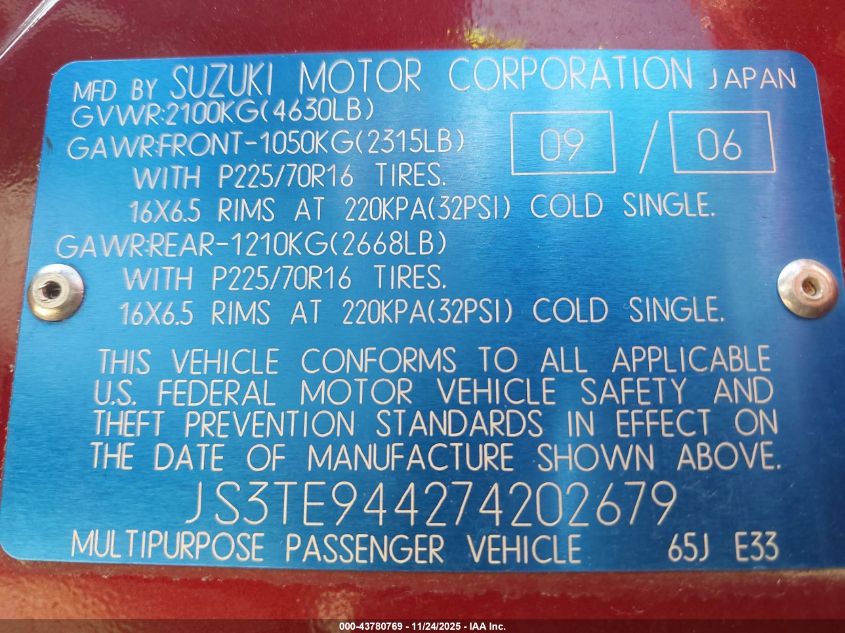 MFD BY SUZUKI MOTOR CORPORATION JAPAN
GVWR:2100KG(4630LB)
GAWR:FRONT-1050KG(2315LB) 09 / 06
WITH P225/70R16 TIRES.
16X6.5 RIMS AT 220KPA(32PSI) COLD SINGLE.
GAWR:REAR-1210KG(2668LB)
WITH P225/70R16 TIRES.
16X6.5 RIMS AT 220KPA(32PSI) COLD SINGLE.
THIS VEHICLE CONFORMS TO ALL APPLICABLE
U.S. FEDERAL MOTOR VEHICLE SAFETY AND
THEFT PREVENTION STANDARDS IN EFFECT ON
THE DATE OF MANUFACTURE SHOWN ABOVE.
JS3TE944274202679
MULTIPURPOSE PASSENGER VEHICLE 65J E33
000-43780769 - 11/24/2025 - IAA Inc.